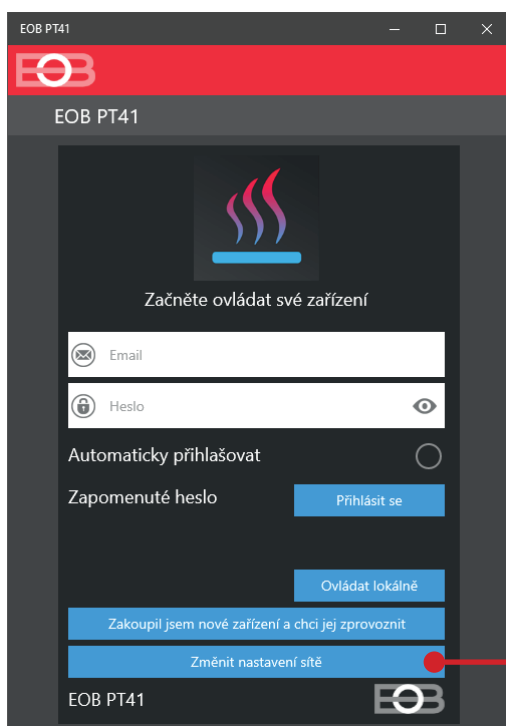 EOB PT41
EOB
EOB PT41
Začněte ovládat své zařízení
Email
Heslo
Automaticky přihlašovat
Zapomenuté heslo
Přihlásit se
Ovládat lokálně
Zakoupil jsem nové zařízení a chci jej zprovoznit
Změnit nastavení sítě
EOB PT41
EOB